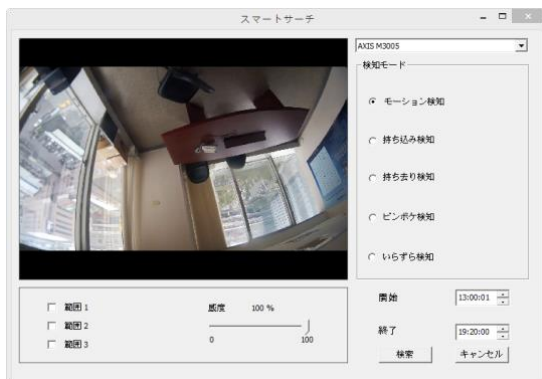 スマートサーチ
AXIS M3005
検知モード
モーション検知
持ち込み検知
持ち去り検知
ピンボケ検知
いらずら検知
範囲 1
範囲 2
範囲 3
感度 100 %
0 100
開始 13:00:01
終了 19:20:00
検索 キャンセル